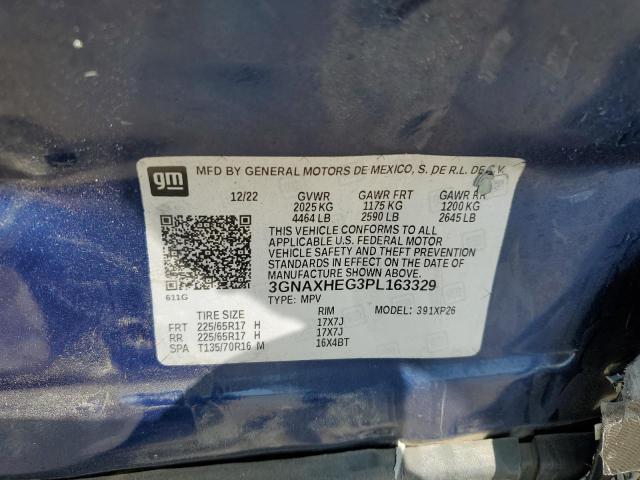 gm
MFD BY GENERAL MOTORS DE MEXICO, S. DE R.L. DE C.V.
12/22 GVWR GAWR FRT GAWR RR
2025 KG 1175 KG 1200 KG
4464 LB 2590 LB 2645 LB
THIS VEHICLE CONFORMS TO ALL
APPLICABLE U.S. FEDERAL MOTOR
VEHICLE SAFETY AND THEFT PREVENTION
STANDARDS IN EFFECT ON THE DATE OF
MANUFACTURE SHOWN ABOVE.
611G
3GNAXHEG3PL163329
TYPE: MPV MODEL: 391XP26
TIRE SIZE RIM
FRT 225/65R17 H 17X7J
RR 225/65R17 H 17X7J
SPA T135/70R16 M 16X4BT